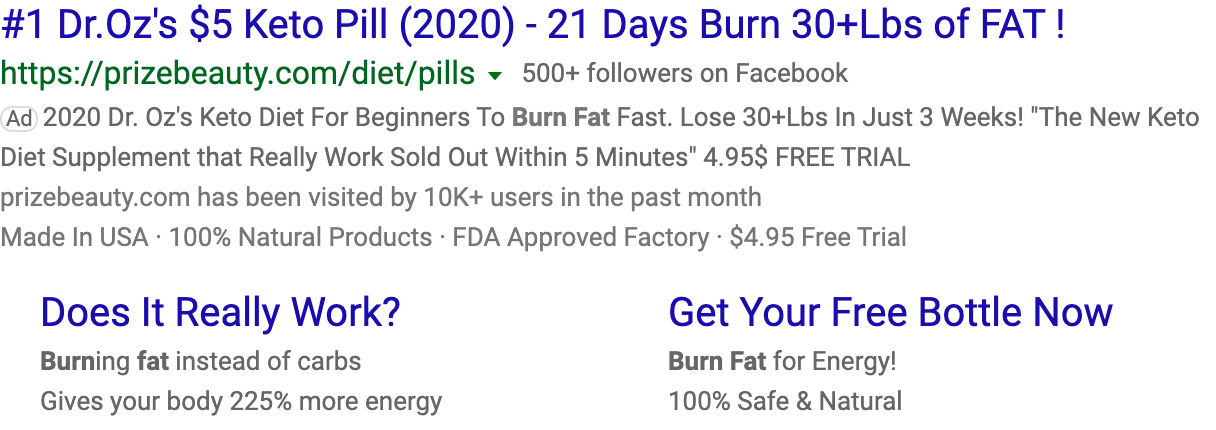 #1 Dr.Oz's $5 Keto Pill (2020) - 21 Days Burn 30+Lbs of FAT !
https://prizebeauty.com/diet/pills 500+ followers on Facebook
Ad 2020 Dr. Oz's Keto Diet For Beginners To Burn Fat Fast. Lose 30+Lbs In Just 3 Weeks! "The New Keto
Diet Supplement that Really Work Sold Out Within 5 Minutes" 4.95$ FREE TRIAL
prizebeauty.com has been visited by 10K+ users in the past month
Made In USA · 100% Natural Products · FDA Approved Factory · $4.95 Free Trial
Does It Really Work?
Burning fat instead of carbs
Gives your body 225% more energy
Get Your Free Bottle Now
Burn Fat for Energy!
100% Safe & Natural